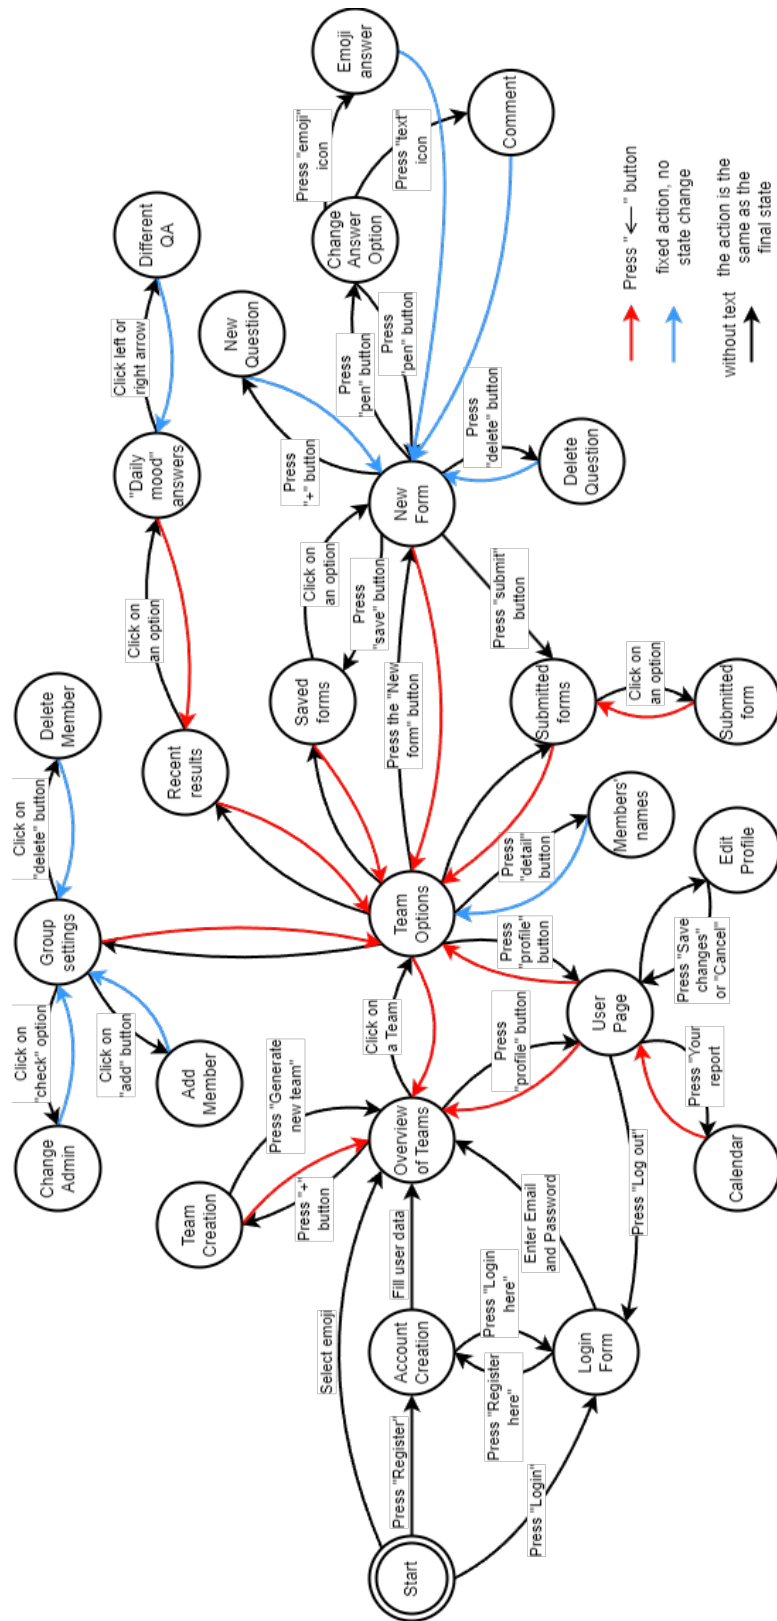 Start
Select emoji
Press "Register"
Press "Login"
Account
Creation
Fill user data
Press "Login
here"
Press "Register
here"
Login
Form
Enter Email
and Password
Team
Creation
Press "Generate
new team"
Press "+"
button
Overview
of Teams
Click on
a Team
Press
"profile" button
Press "Log out"
Calendar
Press "Your
report
User
Page
Press "Save
changes"
or "Cancel"
Edit
Profile
Press
"profile"
button
Change
Admin
Click on
"check" option
Add
Member
Click on
"add" button
Group
settings
Click on
"delete" button
Delete
Member
Team
Options
Press
"detail"
button
Members'
names
Recent
results
Click on
an option
"Daily
mood"
answers
Click left or
right arrow
Different
QA
Saved
forms
Click on
an option
Press
"save" button
Press the "New
form" button
New
Form
Press "submit"
button
Submitted
forms
Click on
an option
Submitted
form
Press
"+" button
New
Question
Press
"pen" button
Press
"pen" button
Press
"delete" button
Delete
Question
Change
Answer
Option
Press "emoji"
icon
Press "text"
icon
Emoji
answer
Comment
Press " <— " button
fixed action, no
state change
without text
the action is the
same as the
final state